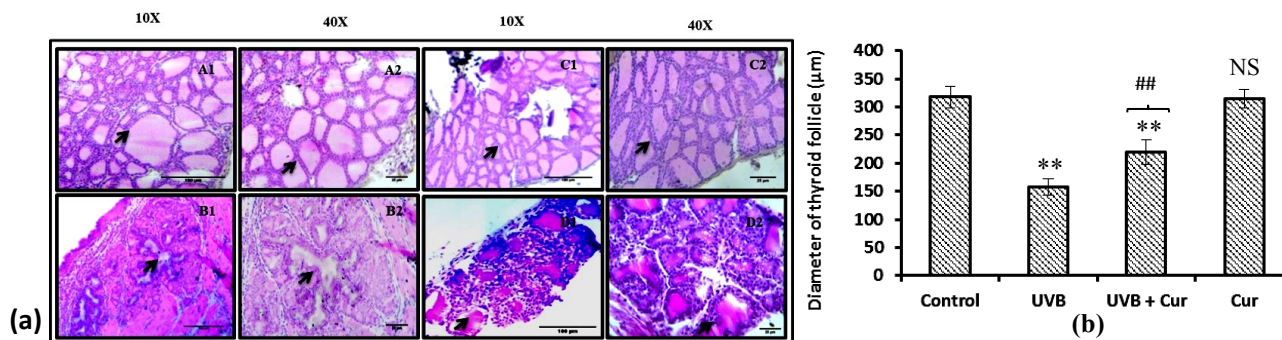 10X 40X 10X 40X
A1 A2 C1 C2
B1 B2 D1 D2
(a)
Diameter of thyroid follicle (µm)
400
350
300
250
200
150
100
50
0
**
##
**
NS
Control UVB UVB + Cur Cur
(b)